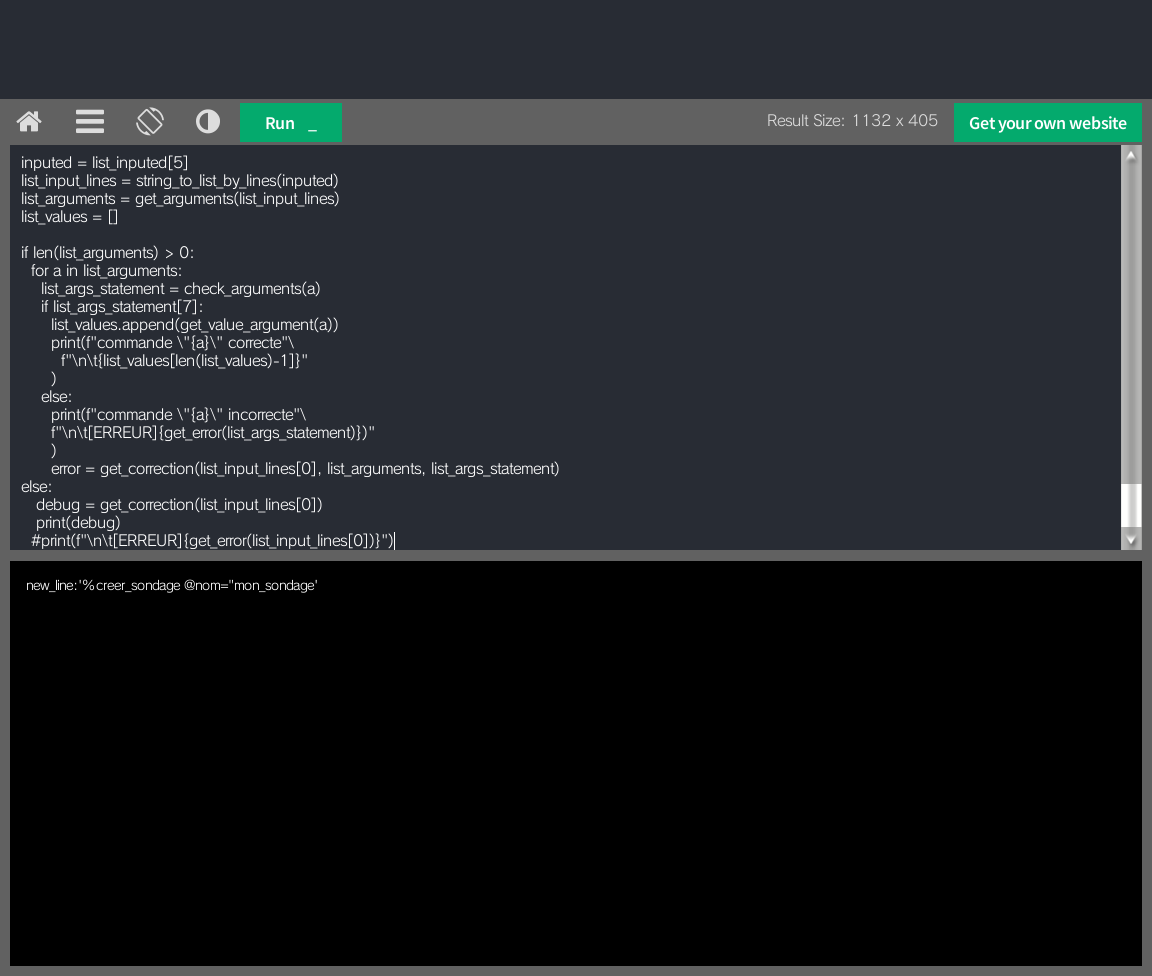 Run _
Result Size: 1132 x 405
Get your own website
inputed = list_inputed[5]
list_input_lines = string_to_list_by_lines(inputed)
list_arguments = get_arguments(list_input_lines)
list_values = []
if len(list_arguments) > 0:
for a in list_arguments:
list_args_statement = check_arguments(a)
if list_args_statement[7]:
list_values.append(get_value_argument(a))
print(f"commande \"{a}\" correcte"\
f"\n\t{list_values[len(list_values)-1]}"
)
else:
print(f"commande \"{a}\" incorrecte"\
f"\n\t[ERREUR]{get_error(list_args_statement)})"
)
error = get_correction(list_input_lines[0], list_arguments, list_args_statement)
else:
debug = get_correction(list_input_lines[0])
print(debug)
#print(f"\n\t[ERREUR]{get_error(list_input_lines[0])}")
new_line:'%creer_sondage @nom="mon_sondage'